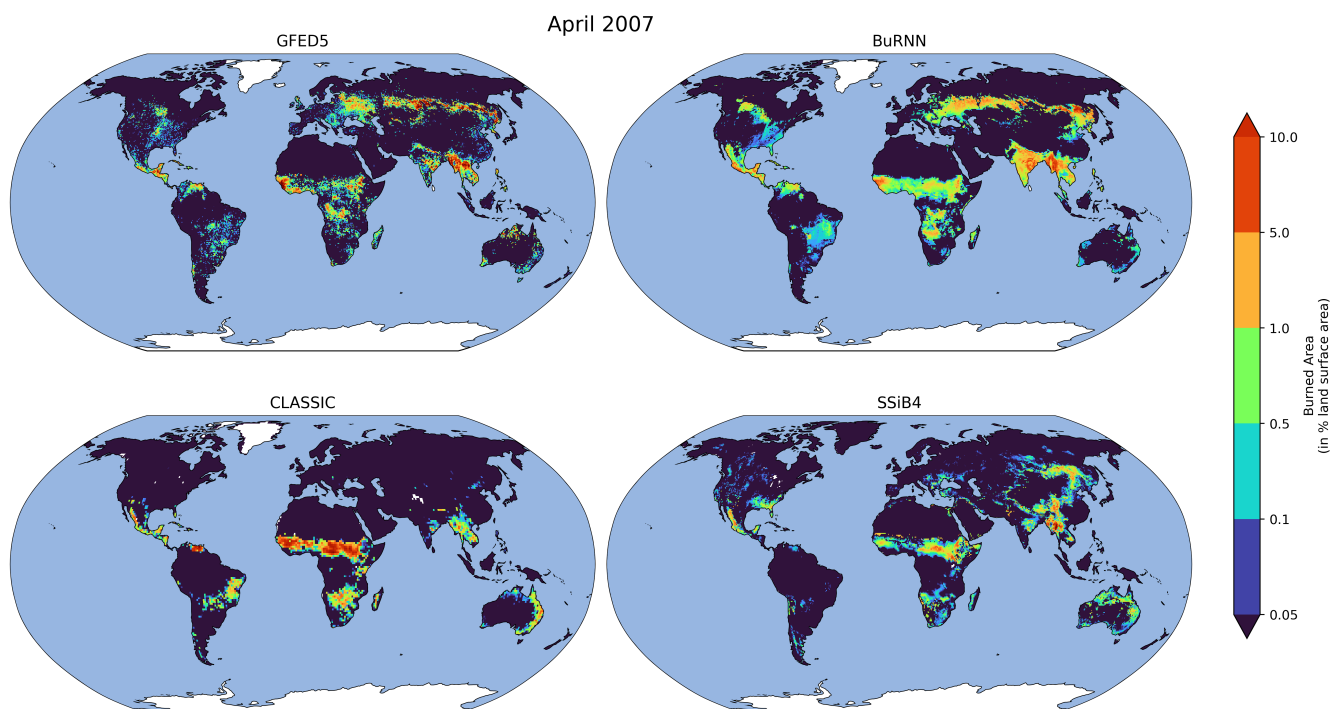 April 2007
GFED5
BuRNN
CLASSIC
SSiB4
10.0
5.0
1.0
0.5
0.1
0.05
Burned Area
(in % land surface area)